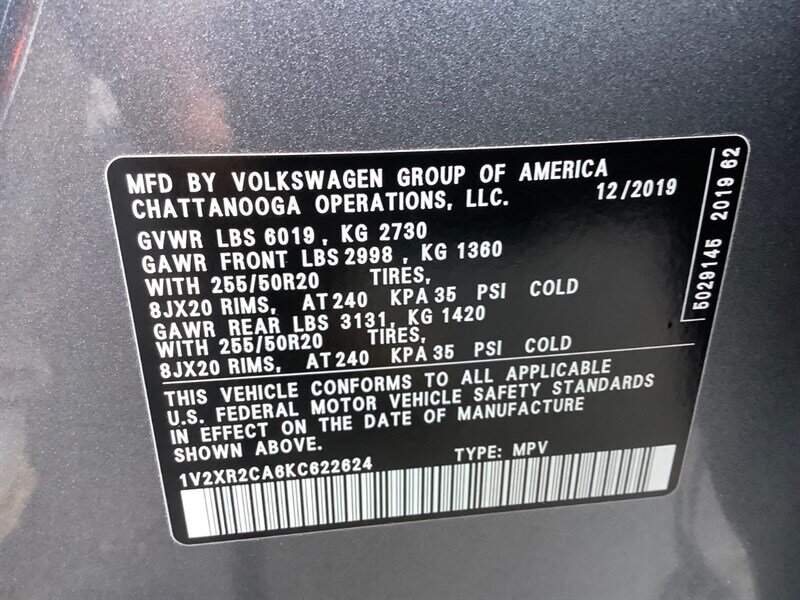 MFD BY VOLKSWAGEN GROUP OF AMERICA
CHATTANOOGA OPERATIONS, LLC. 12/2019
GVWR LBS 6019, KG 2730
GAWR FRONT LBS 2998, KG 1360
WITH 255/50R20 TIRES,
8JX20 RIMS, AT 240 KPA 35 PSI COLD
GAWR REAR LBS 3131, KG 1420
WITH 255/50R20 TIRES,
8JX20 RIMS, AT 240 KPA 35 PSI COLD
THIS VEHICLE CONFORMS TO ALL APPLICABLE
U.S. FEDERAL MOTOR VEHICLE SAFETY STANDARDS
IN EFFECT ON THE DATE OF MANUFACTURE
SHOWN ABOVE.
1V2XR2CA6KC622624 TYPE: MPV
5029145 2019 62